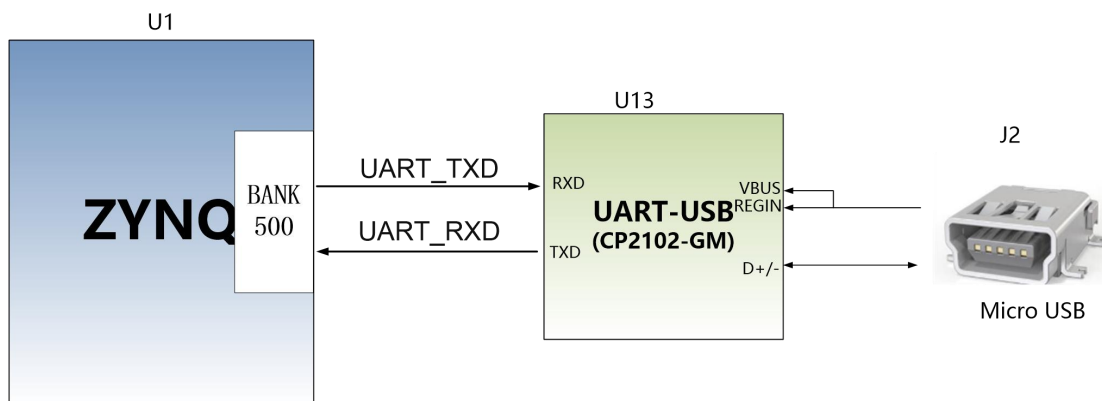 U1
U13
J2
ZYNQ
BANK
500
UART_TXD
UART_RXD
RXD
TXD
UART-USB
(CP2102-GM)
VBUS
REGIN
D+/-
Micro USB